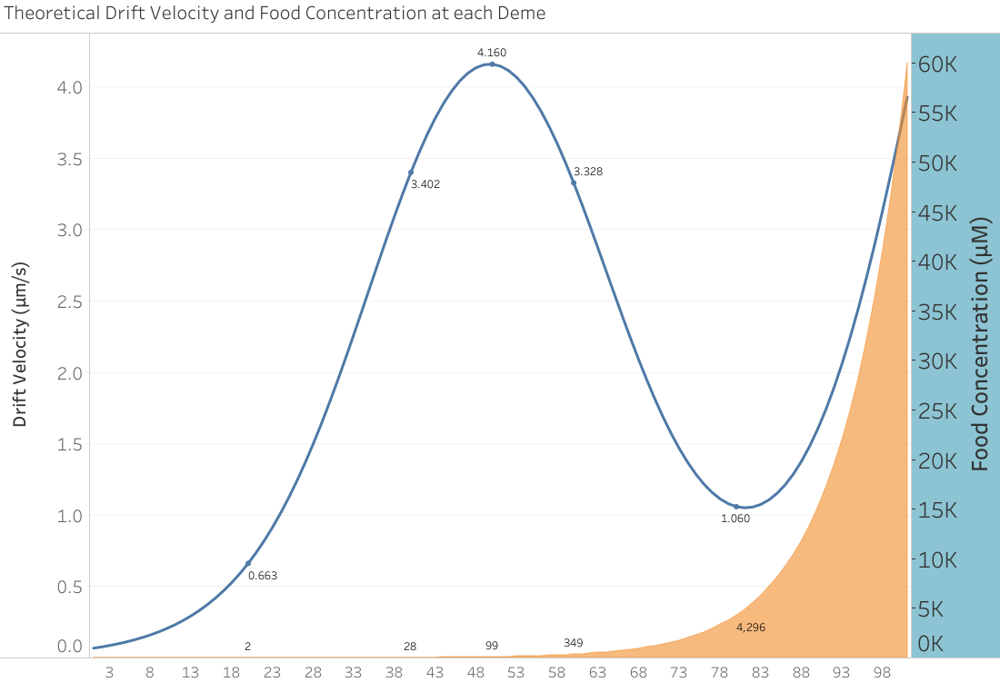 Theoretical Drift Velocity and Food Concentration at each Deme
Drift Velocity (μm/s)
4.0
3.5
3.0
2.5
2.0
1.5
1.0
0.5
0.0
4.160
3.402
3.328
0.663
1.060
2
28
99
349
4,296
60K
55K
50K
45K
40K
35K
30K
25K
20K
15K
10K
5K
0K
Food Concentration (μM)
3 8 13 18 23 28 33 38 43 48 53 58 63 68 73 78 83 88 93 98